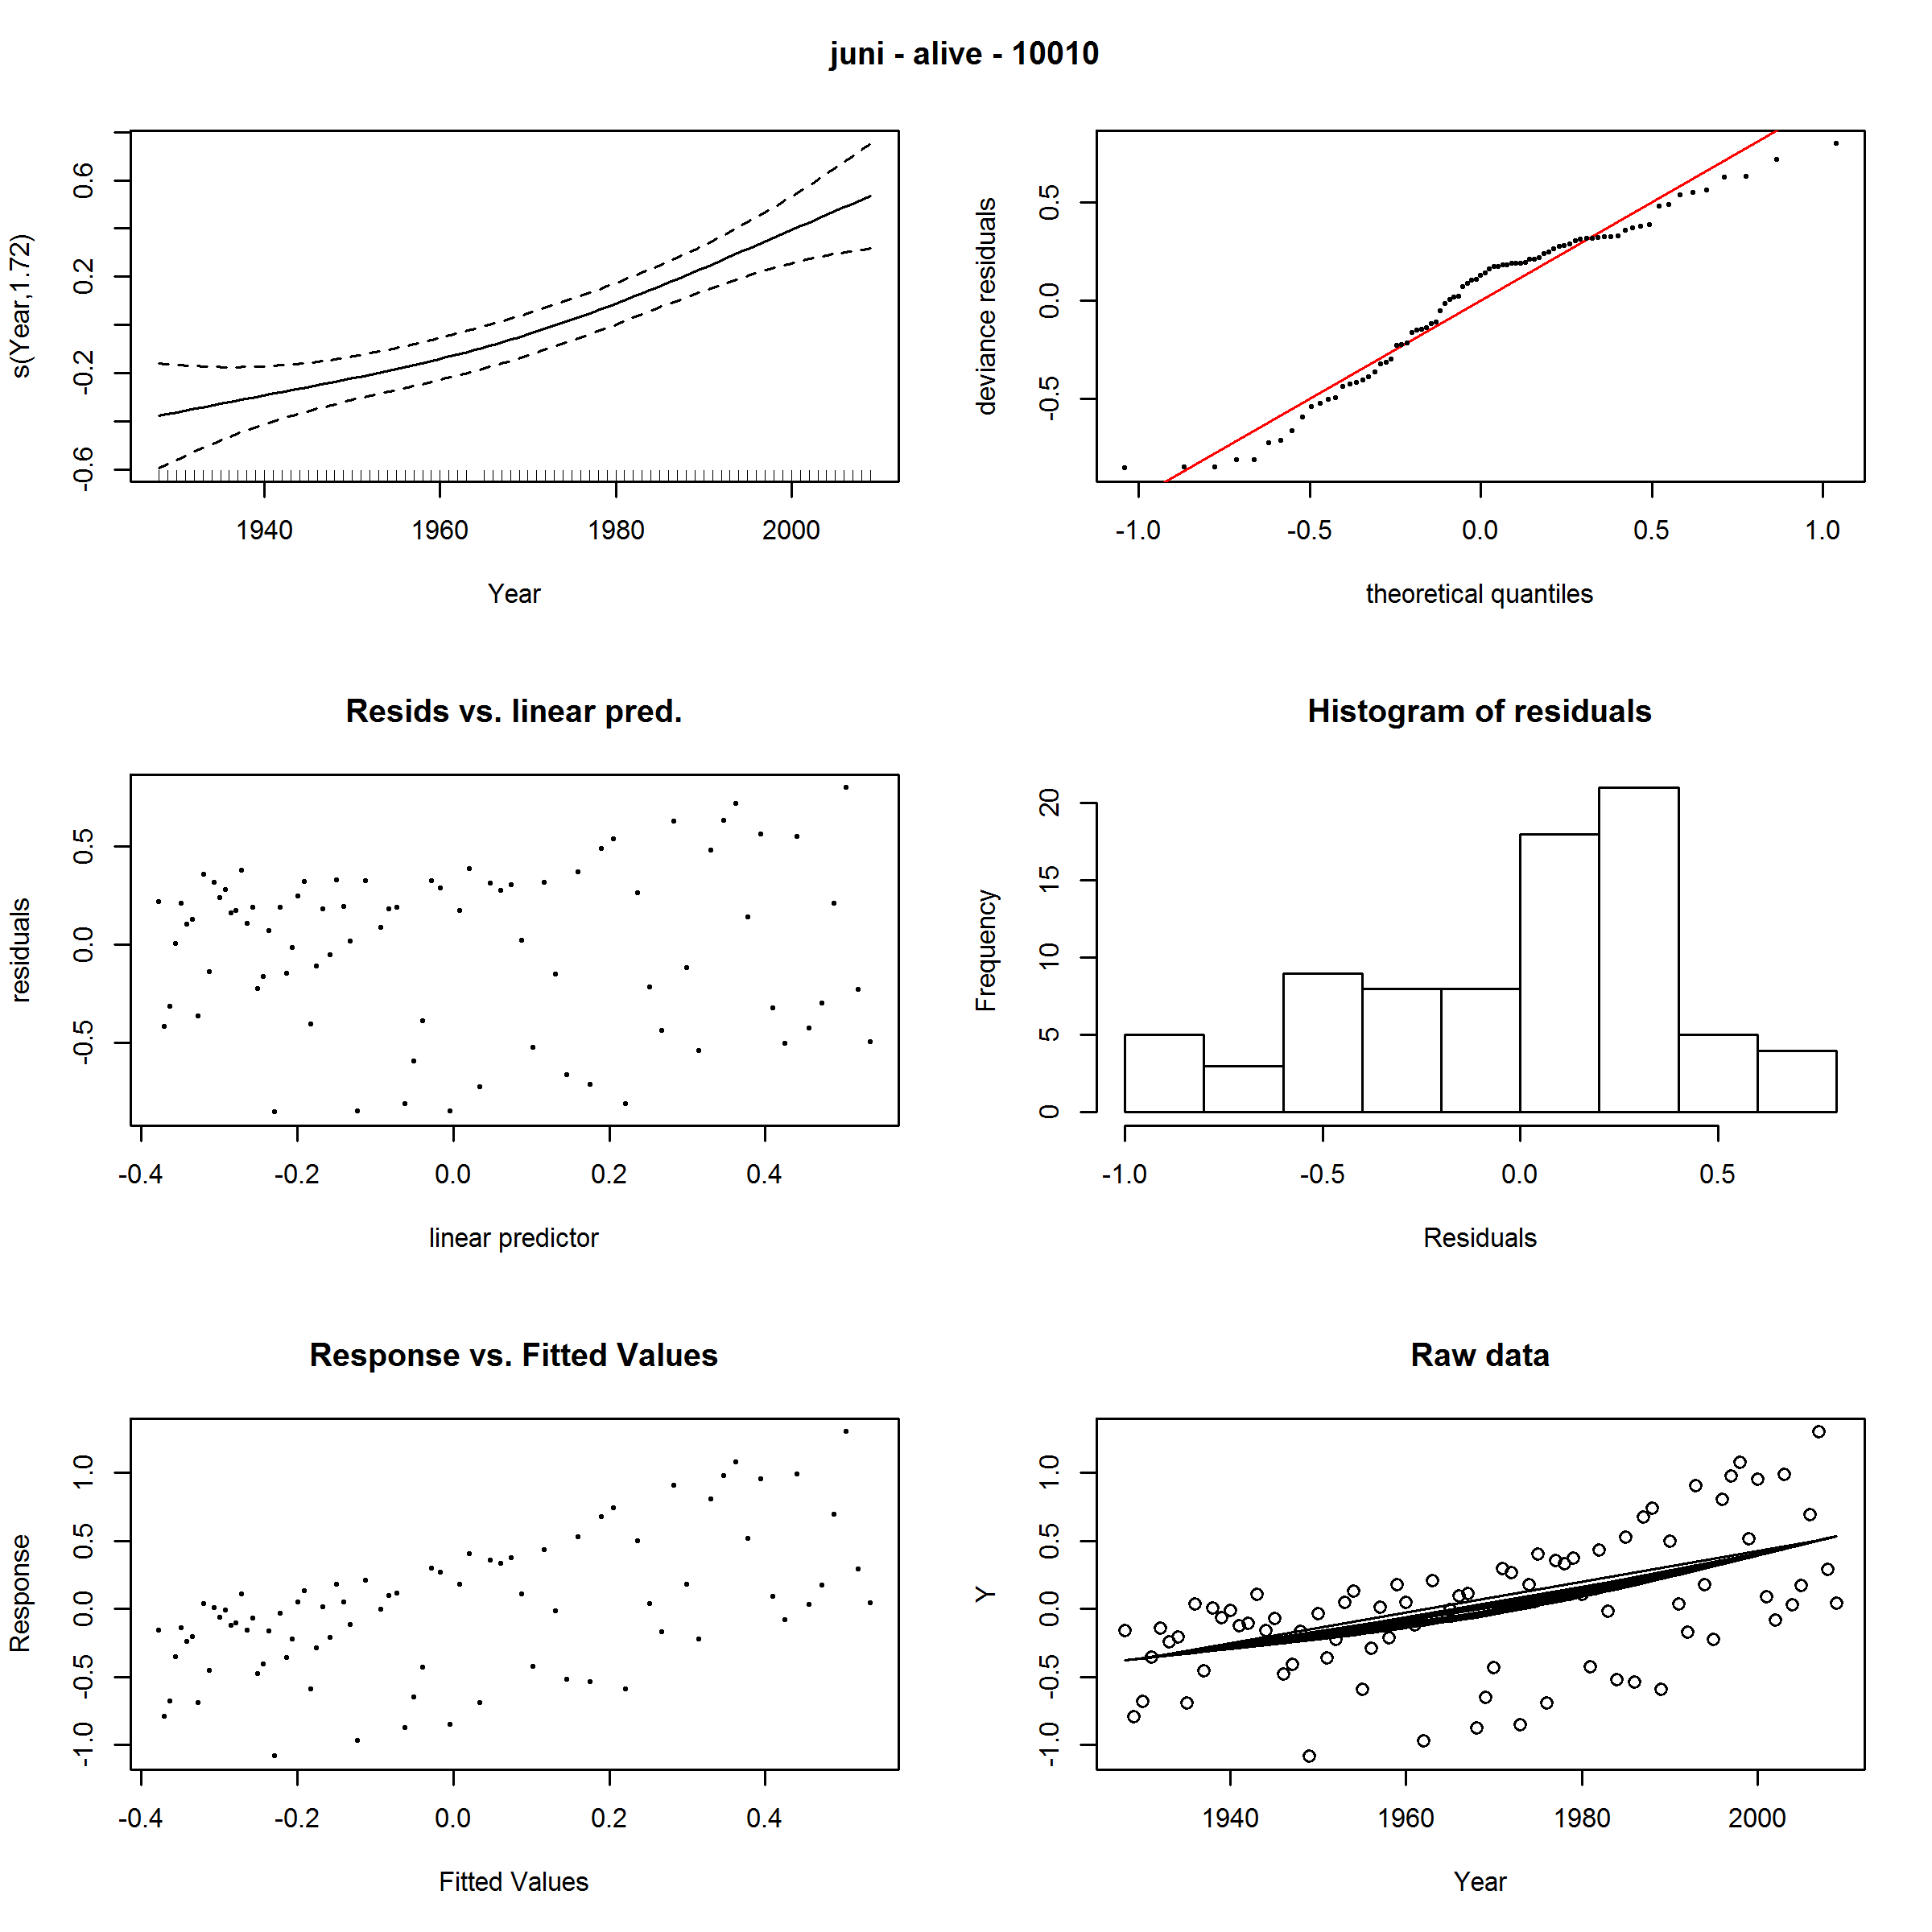 juni - alive - 10010
s(Year,1.72)
-0.6 -0.2 0.2 0.6
1940 1960 1980 2000
Year
deviance residuals
-0.5 0.0 0.5
-1.0 -0.5 0.0 0.5 1.0
theoretical quantiles
Resids vs. linear pred.
residuals
-0.5 0.0 0.5
-0.4 -0.2 0.0 0.2 0.4
linear predictor
Histogram of residuals
Frequency
0 5 10 15 20
-1.0 -0.5 0.0 0.5
Residuals
Response vs. Fitted Values
Response
-1.0 -0.5 0.0 0.5 1.0
-0.4 -0.2 0.0 0.2 0.4
Fitted Values
Raw data
Y
-1.0 -0.5 0.0 0.5 1.0
1940 1960 1980 2000
Year